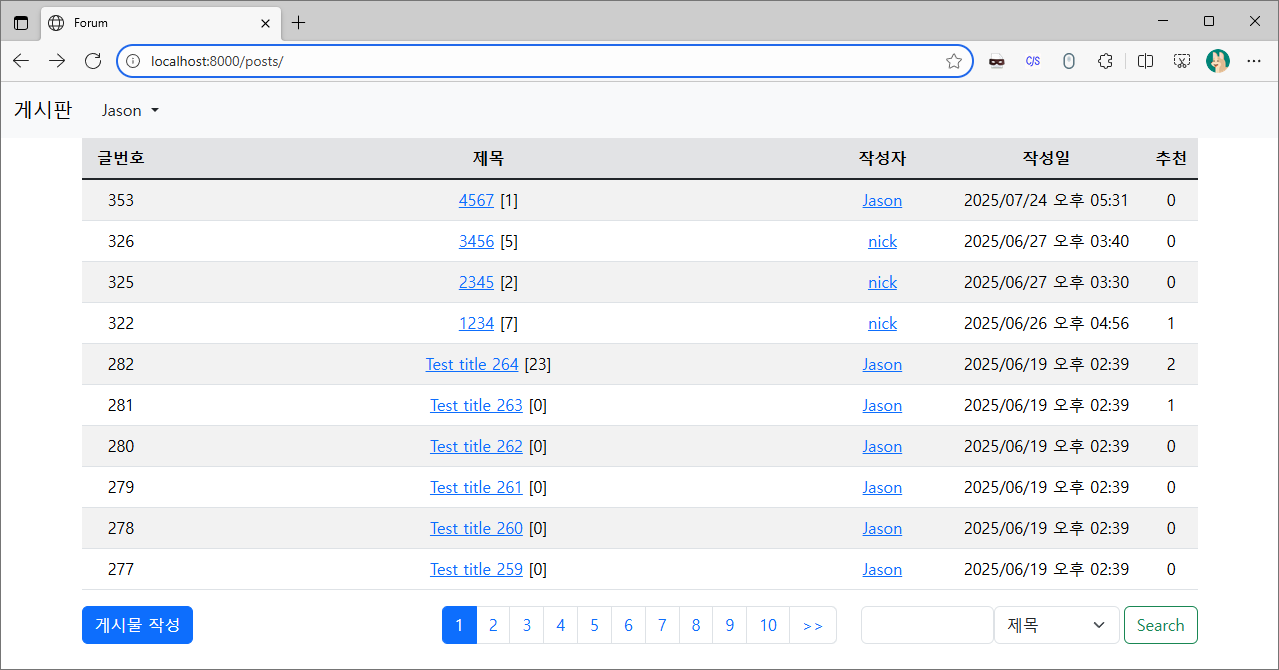 Forum
localhost:8000/posts/
C/S
게시판 Jason
글번호 제목 작성자 작성일 추천
353 4567 [1] Jason 2025/07/24 오후 05:31 0
326 3456 [5] nick 2025/06/27 오후 03:40 0
325 2345 [2] nick 2025/06/27 오후 03:30 0
322 1234 [7] nick 2025/06/26 오후 04:56 1
282 Test title 264 [23] Jason 2025/06/19 오후 02:39 2
281 Test title 263 [0] Jason 2025/06/19 오후 02:39 1
280 Test title 262 [0] Jason 2025/06/19 오후 02:39 0
279 Test title 261 [0] Jason 2025/06/19 오후 02:39 0
278 Test title 260 [0] Jason 2025/06/19 오후 02:39 0
277 Test title 259 [0] Jason 2025/06/19 오후 02:39 0
게시물 작성 1 2 3 4 5 6 7 8 9 10 >> 제목 Search